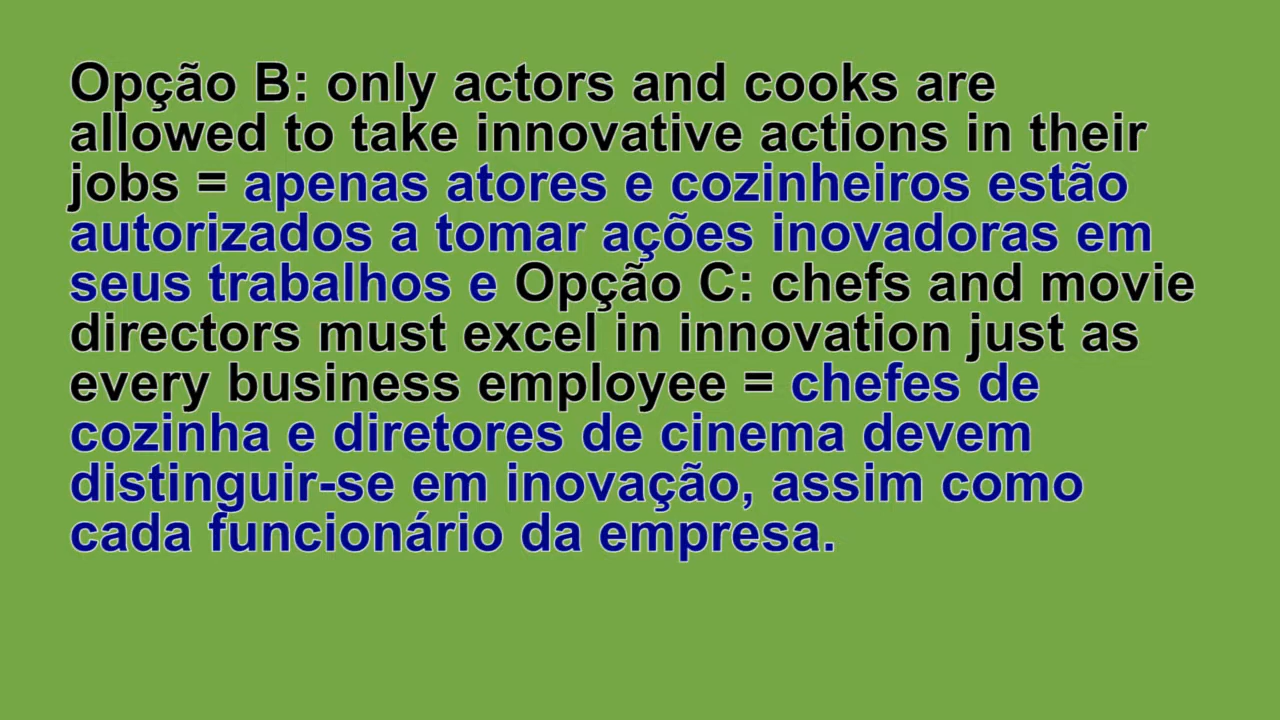 Opção B: only actors and cooks are
allowed to take innovative actions in their
jobs = apenas atores e cozinheiros estão
autorizados a tomar ações inovadoras em
seus trabalhos e Opção C: chefs and movie
directors must excel in innovation just as
every business employee = chefes de
cozinha e diretores de cinema devem
distinguir-se em inovação, assim como
cada funcionário da empresa.